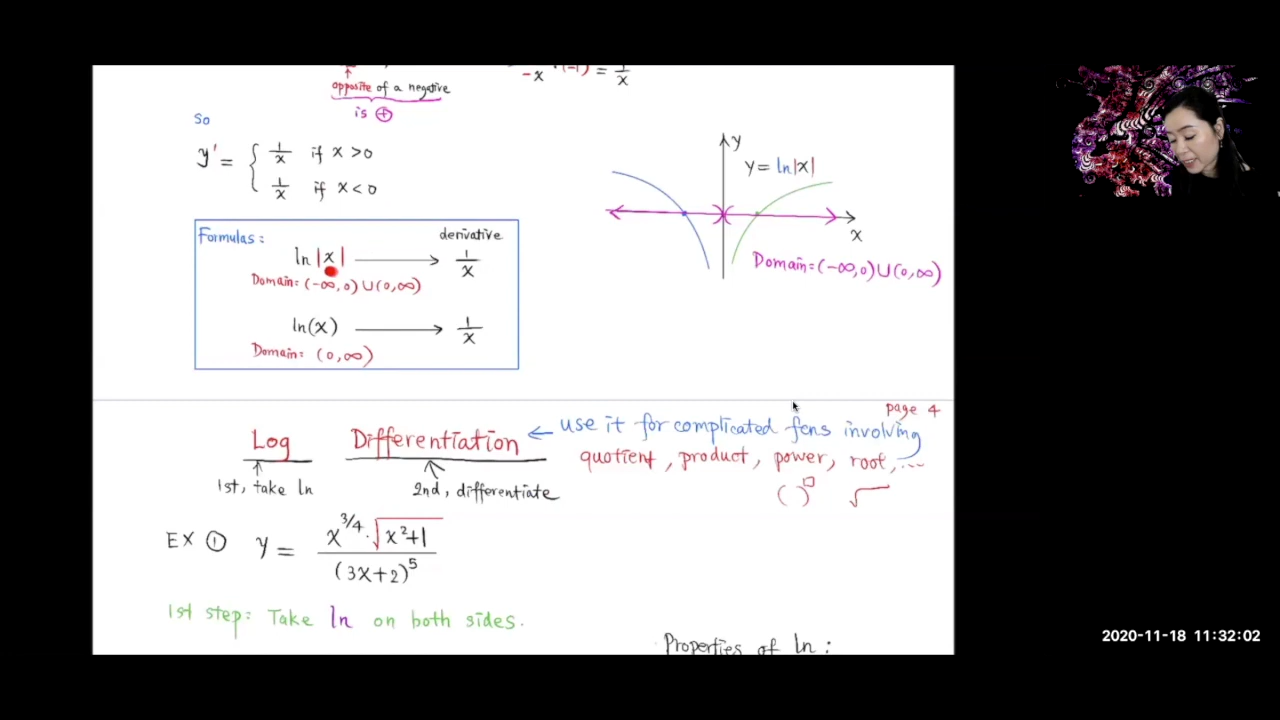 -x · (-1) = 1/x
opposite of a negative
is ⊕
So
y' = { 1/x if x > 0
1/x if x < 0
y
y = ln|x|
x
Domain: (-∞, 0) ∪ (0, ∞)
Formulas:
derivative
ln |x| → 1/x
Domain: (-∞, 0) ∪ (0, ∞)
ln(x) → 1/x
Domain: (0, ∞)
page 4
Log Differentiation ← use it for complicated fcns involving
quotient, product, power, root, ...
( )□ √
1st, take ln
2nd, differentiate
EX ① y = x^3/4 · √x²+1 / (3x+2)^5
1st step: Take ln on both sides.
Properties of ln:
2020-11-18 11:32:02